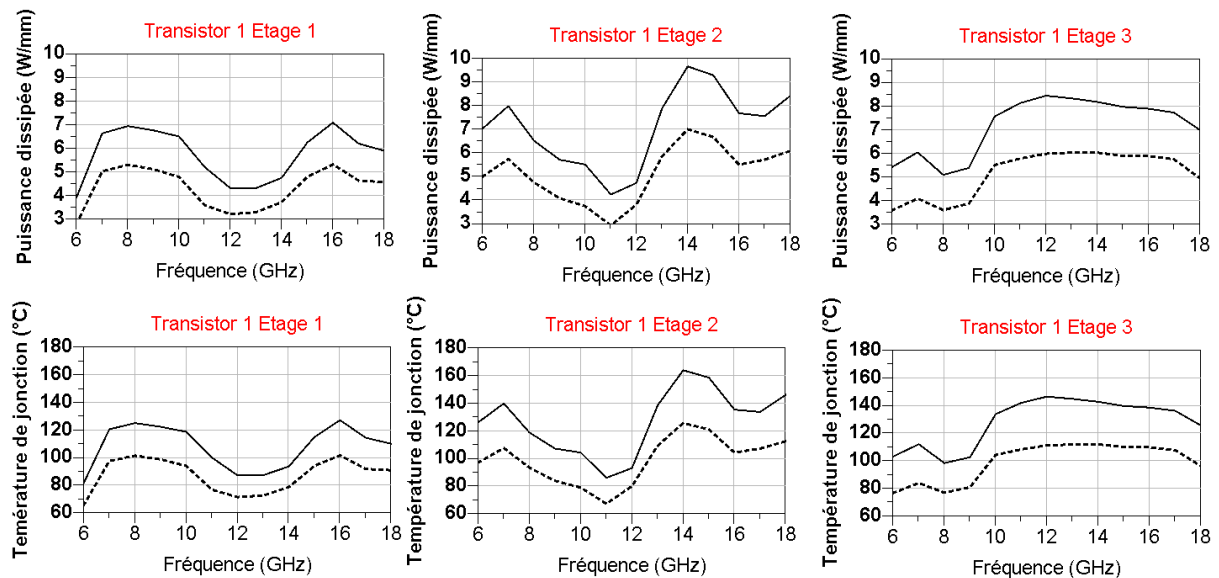 Transistor 1 Etage 1
Puissance dissipée (W/mm)
10
9
8
7
6
5
4
3
6 8 10 12 14 16 18
Fréquence (GHz)
Transistor 1 Etage 2
Puissance dissipée (W/mm)
10
9
8
7
6
5
4
3
6 8 10 12 14 16 18
Fréquence (GHz)
Transistor 1 Etage 3
Puissance dissipée (W/mm)
10
9
8
7
6
5
4
3
6 8 10 12 14 16 18
Fréquence (GHz)
Transistor 1 Etage 1
Temérature de jonction (°C)
180
160
140
120
100
80
60
6 8 10 12 14 16 18
Fréquence (GHz)
Transistor 1 Etage 2
Température de jonction (°C)
180
160
140
120
100
80
60
6 8 10 12 14 16 18
Fréquence (GHz)
Transistor 1 Etage 3
Température de jonction (°C)
180
160
140
120
100
80
60
6 8 10 12 14 16 18
Fréquence (GHz)